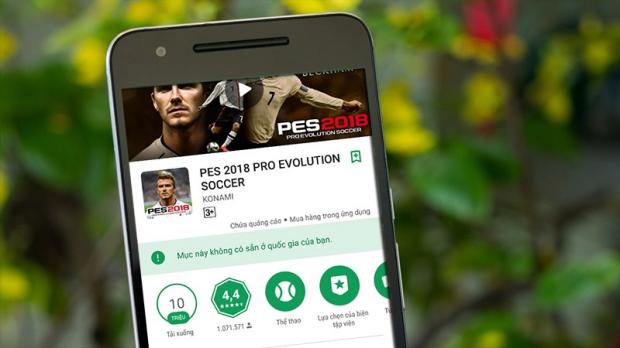 BECKHAM
7
PES2018
PRO EVOLUTION SOCCER
PES 2018 PRO EVOLUTION
SOCCER
KONAMI
PES2018
3+
Chứa quảng cáo • Mua hàng trong ứng dụng
Mục này không có sẵn ở quốc gia của bạn.
10
TRIỆU
Tải xuống
4,4
1.071.571
Thể thao
Lựa chọn của biên
tập viên